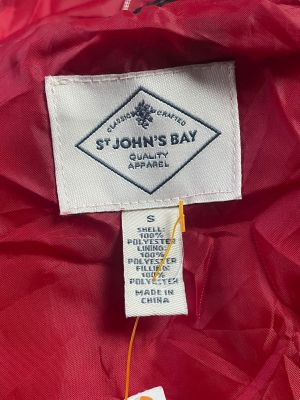 CLASSIC CRAFTED
ST JOHN'S BAY
QUALITY
APPAREL
S
SHELL:
100%
POLYESTER
LINING:
100%
POLYESTER
FILLING:
100%
POLYESTER
MADE IN
CHINA